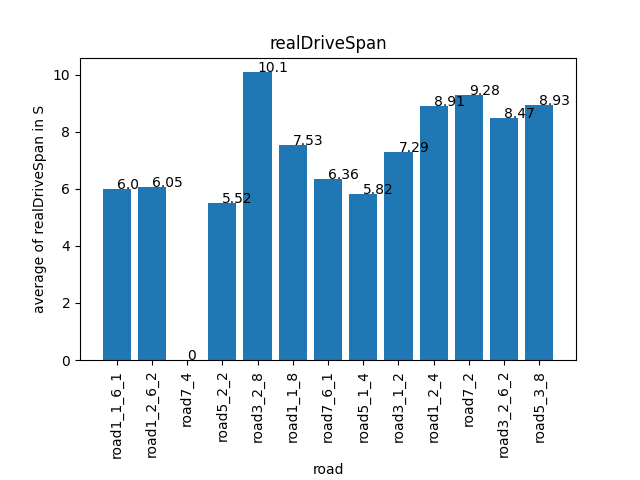 realDriveSpan
average of realDriveSpan in S
10
8
6
4
2
0
6.0
6.05
0
5.52
10.1
7.53
6.36
5.82
7.29
8.91
9.28
8.47
8.93
road1_1_6_1
road1_2_6_2
road7_4
road5_2_2
road3_2_8
road1_1_8
road7_6_1
road5_1_4
road3_1_2
road1_2_4
road7_2
road3_2_6_2
road5_3_8
road